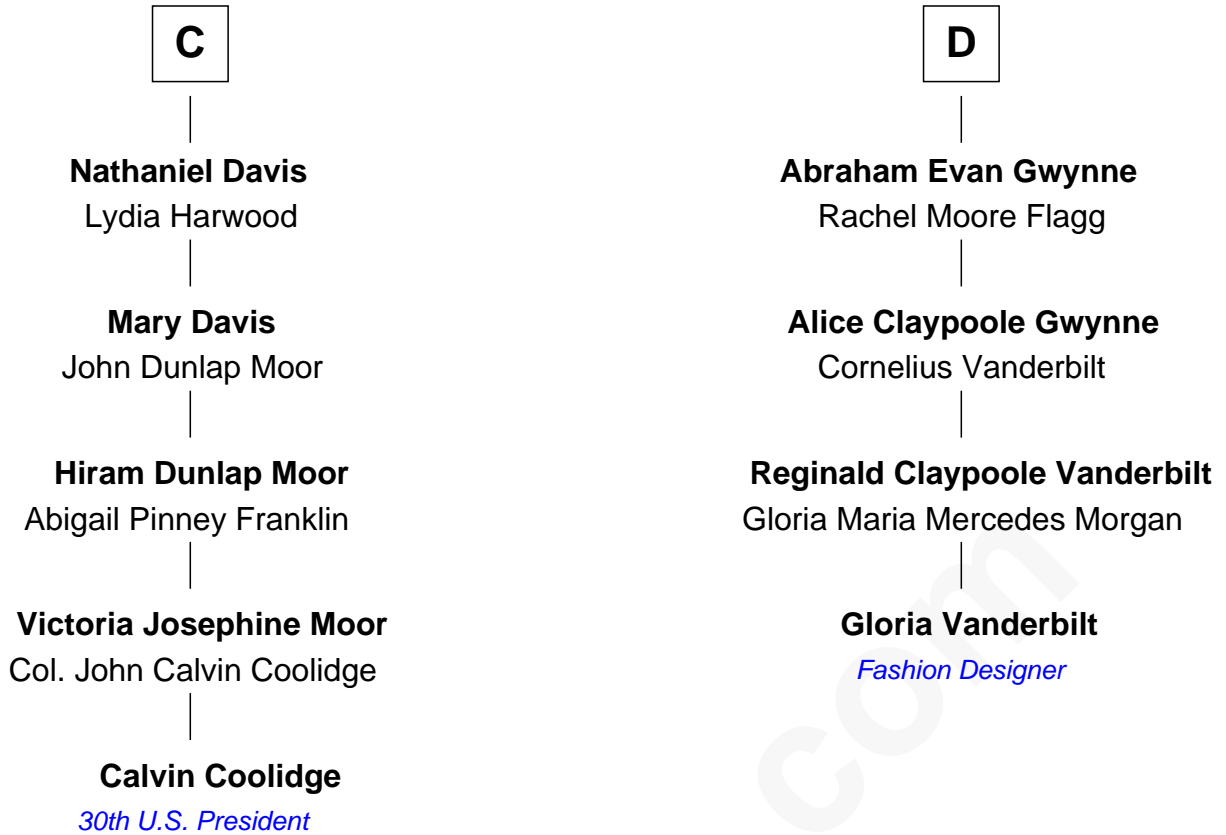 C
Nathaniel Davis
Lydia Harwood
Mary Davis
John Dunlap Moor
Hiram Dunlap Moor
Abigail Pinney Franklin
Victoria Josephine Moor
Col. John Calvin Coolidge
Calvin Coolidge
30th U.S. President
D
Abraham Evan Gwynne
Rachel Moore Flagg
Alice Claypoole Gwynne
Cornelius Vanderbilt
Reginald Claypoole Vanderbilt
Gloria Maria Mercedes Morgan
Gloria Vanderbilt
Fashion Designer
com